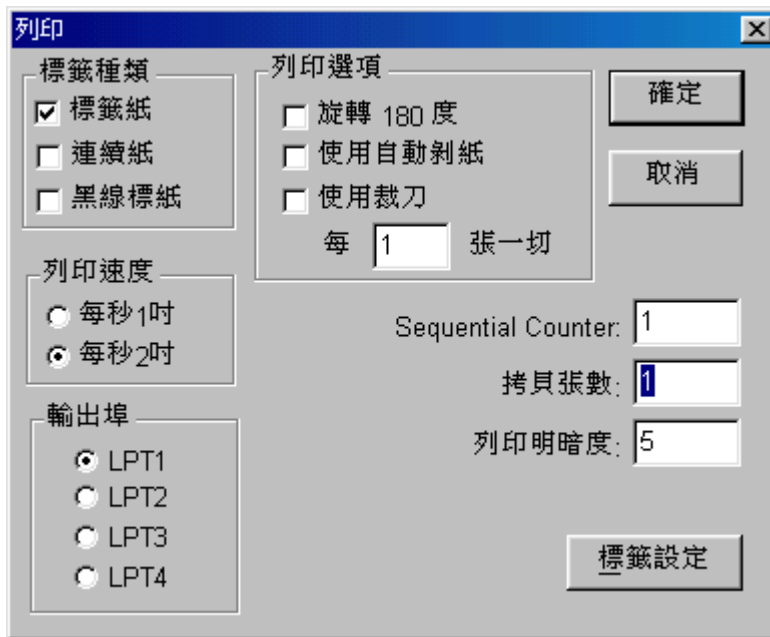 列印
標籤種類
標籤紙
連續紙
黑線標紙
列印選項
旋轉 180 度
使用自動剝紙
使用裁刀
每 1 張一切
確定
取消
列印速度
每秒1吋
每秒2吋
Sequential Counter: 1
拷貝張數: 1
列印明暗度: 5
輸出埠
LPT1
LPT2
LPT3
LPT4
標籤設定